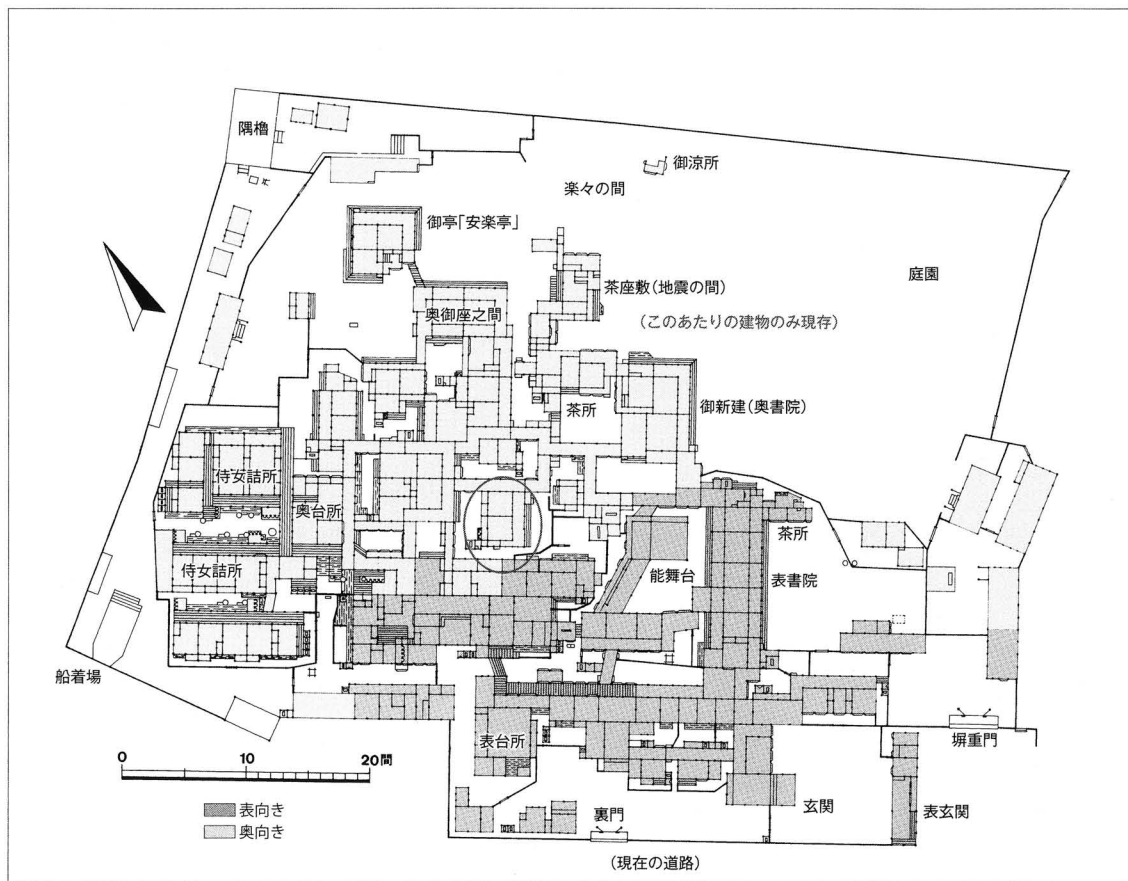 隅櫓
御涼所
楽々の間
御亭「安楽亭」
庭園
茶座敷(地震の間)
奥御座之間
(このあたりの建物のみ現存)
茶所
御新建(奥書院)
侍女詰所
奥台所
茶所
侍女詰所
能舞台
表書院
船着場
塀重門
表台所
0 10 20間
表向き
奥向き
裏門
玄関
表玄関
(現在の道路)